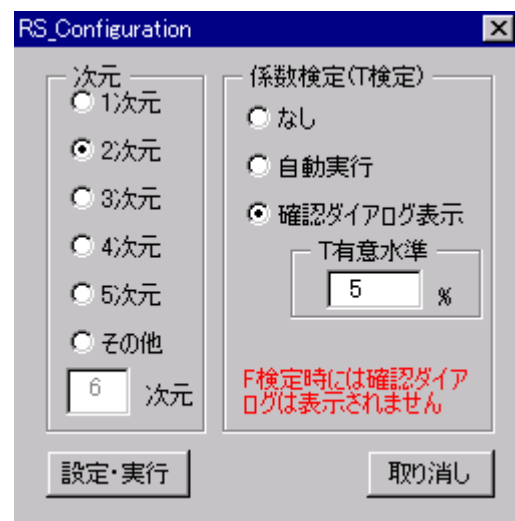 RS_Configuration
次元
1次元
2次元
3次元
4次元
5次元
その他
6 次元
係数検定(T検定)
なし
自動実行
確認ダイアログ表示
T有意水準
5 %
F検定時には確認ダイア
ログは表示されません
設定・実行
取り消し